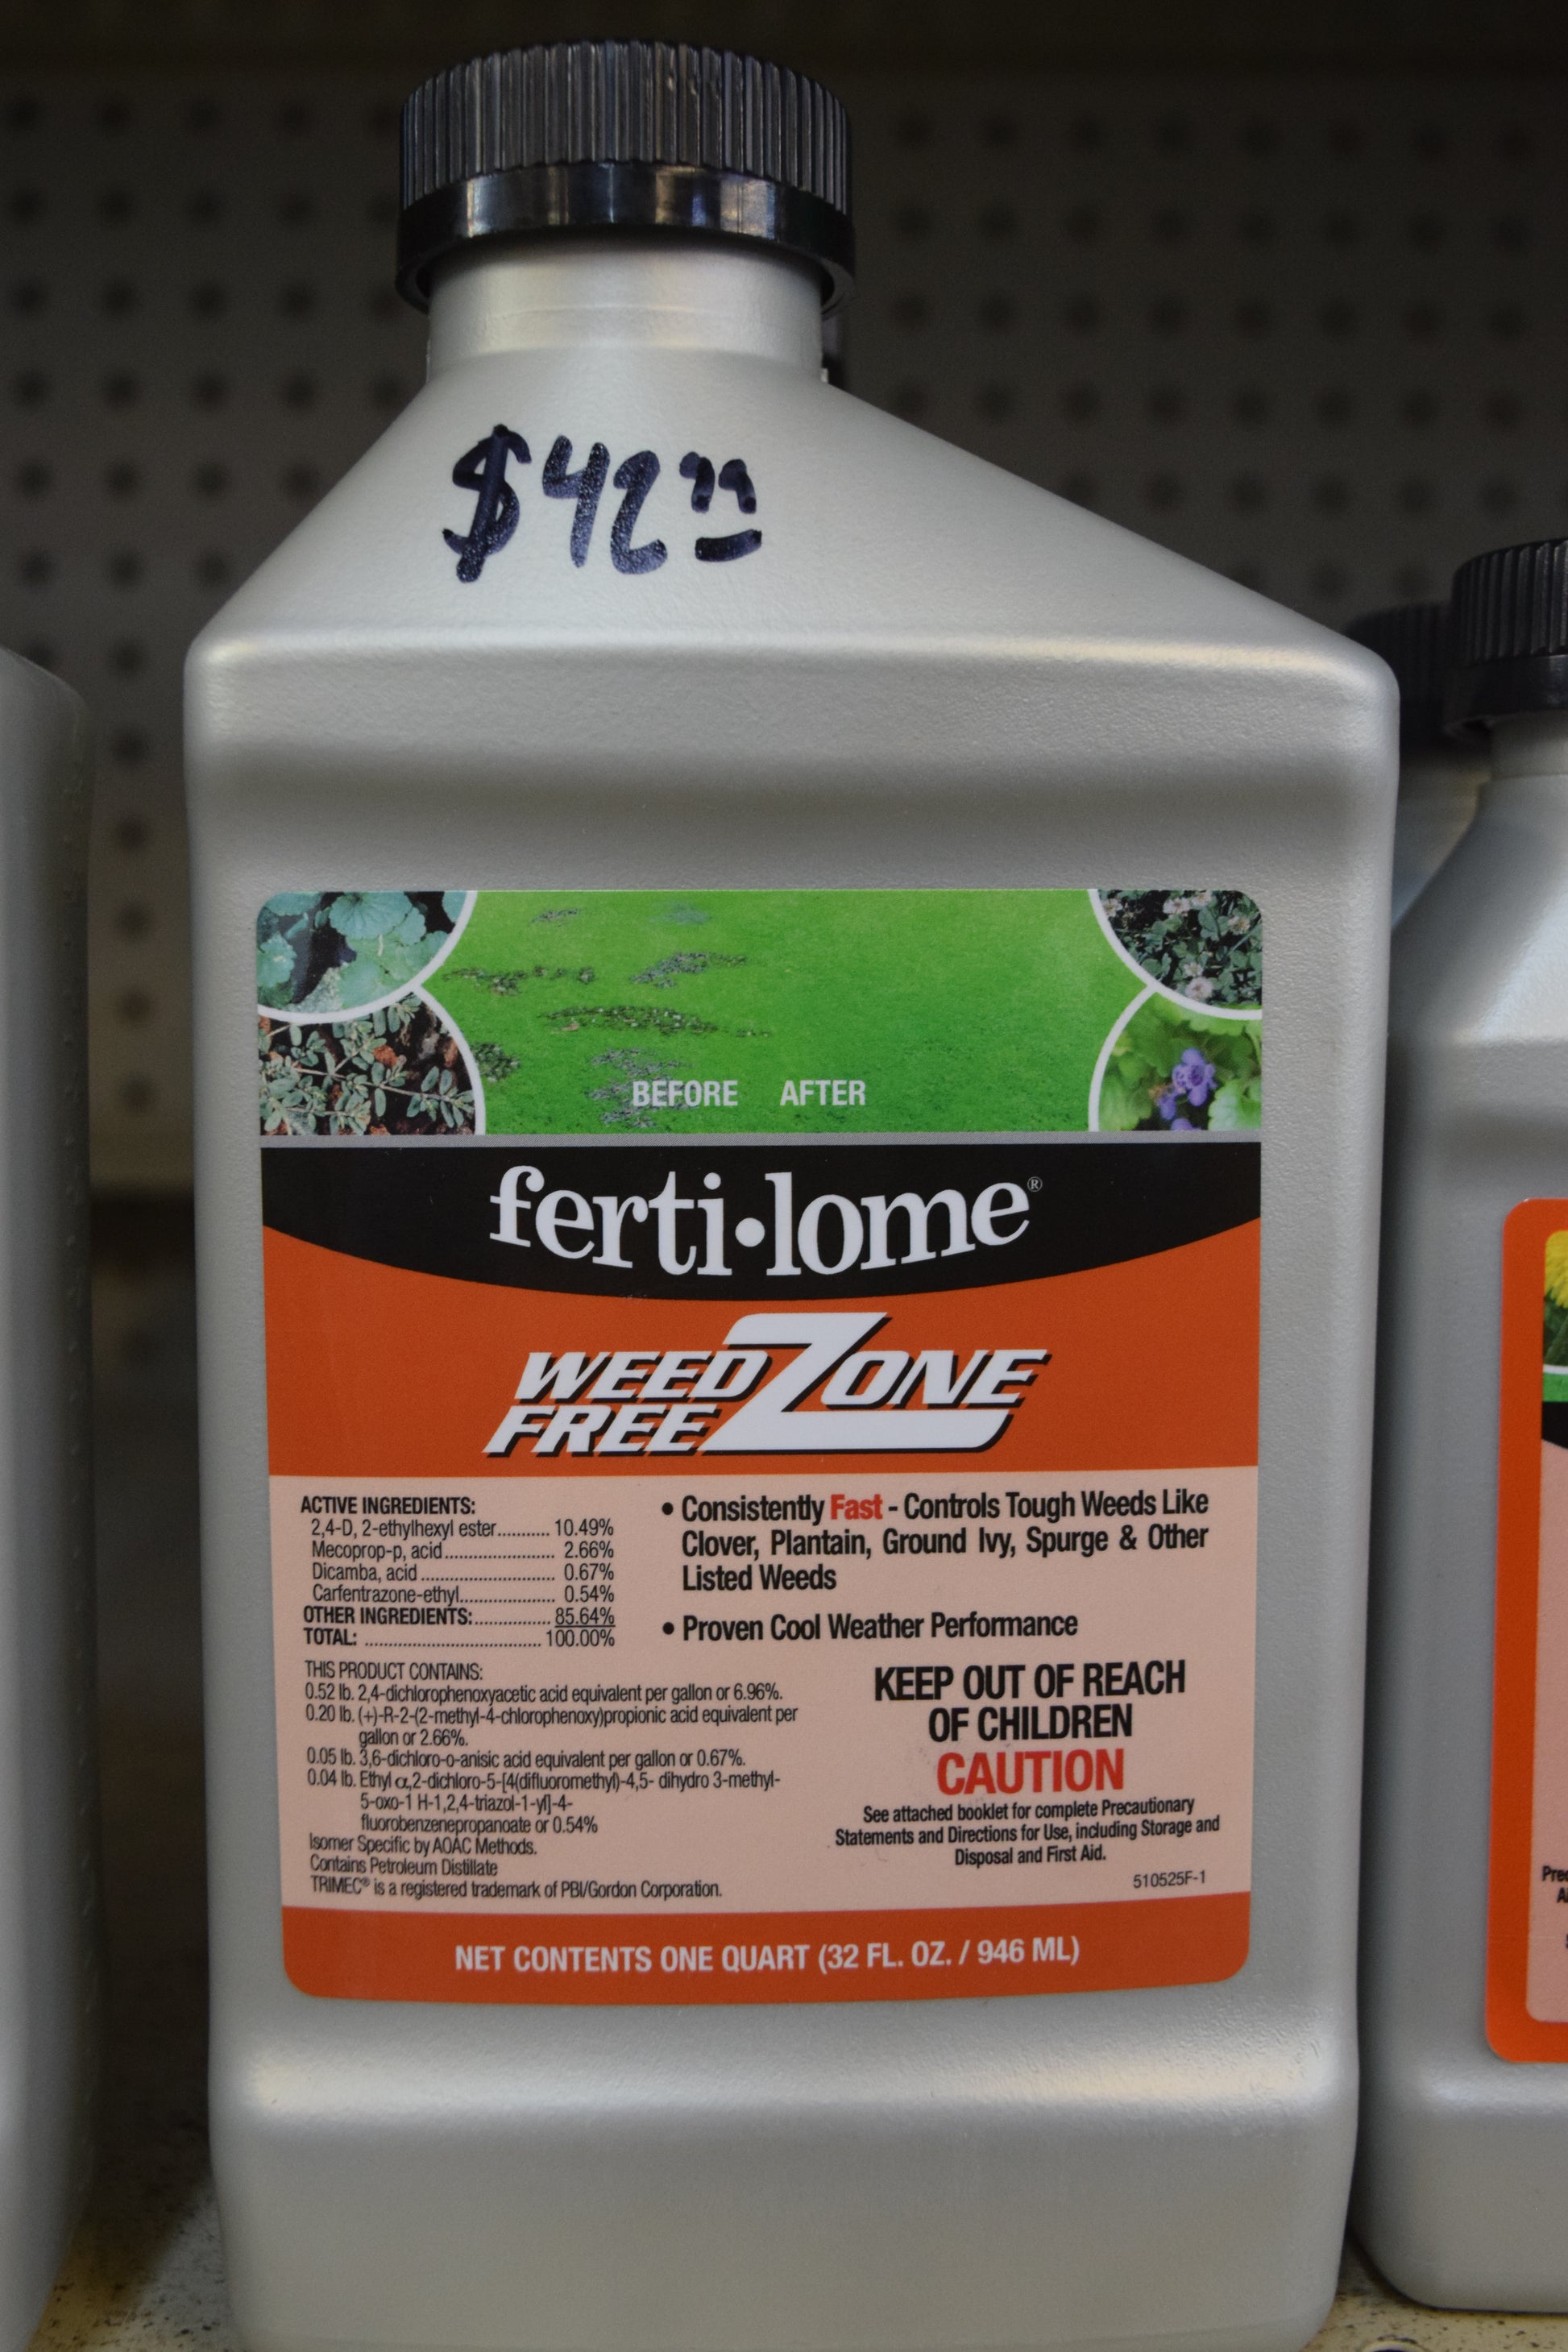 $42.99
BEFORE AFTER
ferti•lome®
WEED FREE ZONE
ACTIVE INGREDIENTS:
2,4-D, 2-ethylhexyl ester........... 10.49%
Mecoprop-p, acid........................ 2.66%
Dicamba, acid ............................. 0.67%
Carfentrazone-ethyl..................... 0.54%
OTHER INGREDIENTS:................ 85.64%
TOTAL: ..................................... 100.00%
THIS PRODUCT CONTAINS:
0.52 lb. 2,4-dichlorophenoxyacetic acid equivalent per gallon or 6.96%.
0.20 lb. (+)-R-2-(2-methyl-4-chlorophenoxy)propionic acid equivalent per
gallon or 2.66%.
0.05 lb. 3,6-dichloro-o-anisic acid equivalent per gallon or 0.67%.
0.04 lb. Ethyl α,2-dichloro-5-[4(difluoromethyl)-4,5- dihydro 3-methyl-
5-oxo-1 H-1,2,4-triazol-1-yl]-4-
fluorobenzenepropanoate or 0.54%
Isomer Specific by AOAC Methods.
Contains Petroleum Distillate
TRIMEC® is a registered trademark of PBI/Gordon Corporation.
• Consistently Fast - Controls Tough Weeds Like
Clover, Plantain, Ground Ivy, Spurge & Other
Listed Weeds
• Proven Cool Weather Performance
KEEP OUT OF REACH
OF CHILDREN
CAUTION
See attached booklet for complete Precautionary
Statements and Directions for Use, including Storage and
Disposal and First Aid.
510525F-1
NET CONTENTS ONE QUART (32 FL. OZ. / 946 ML)